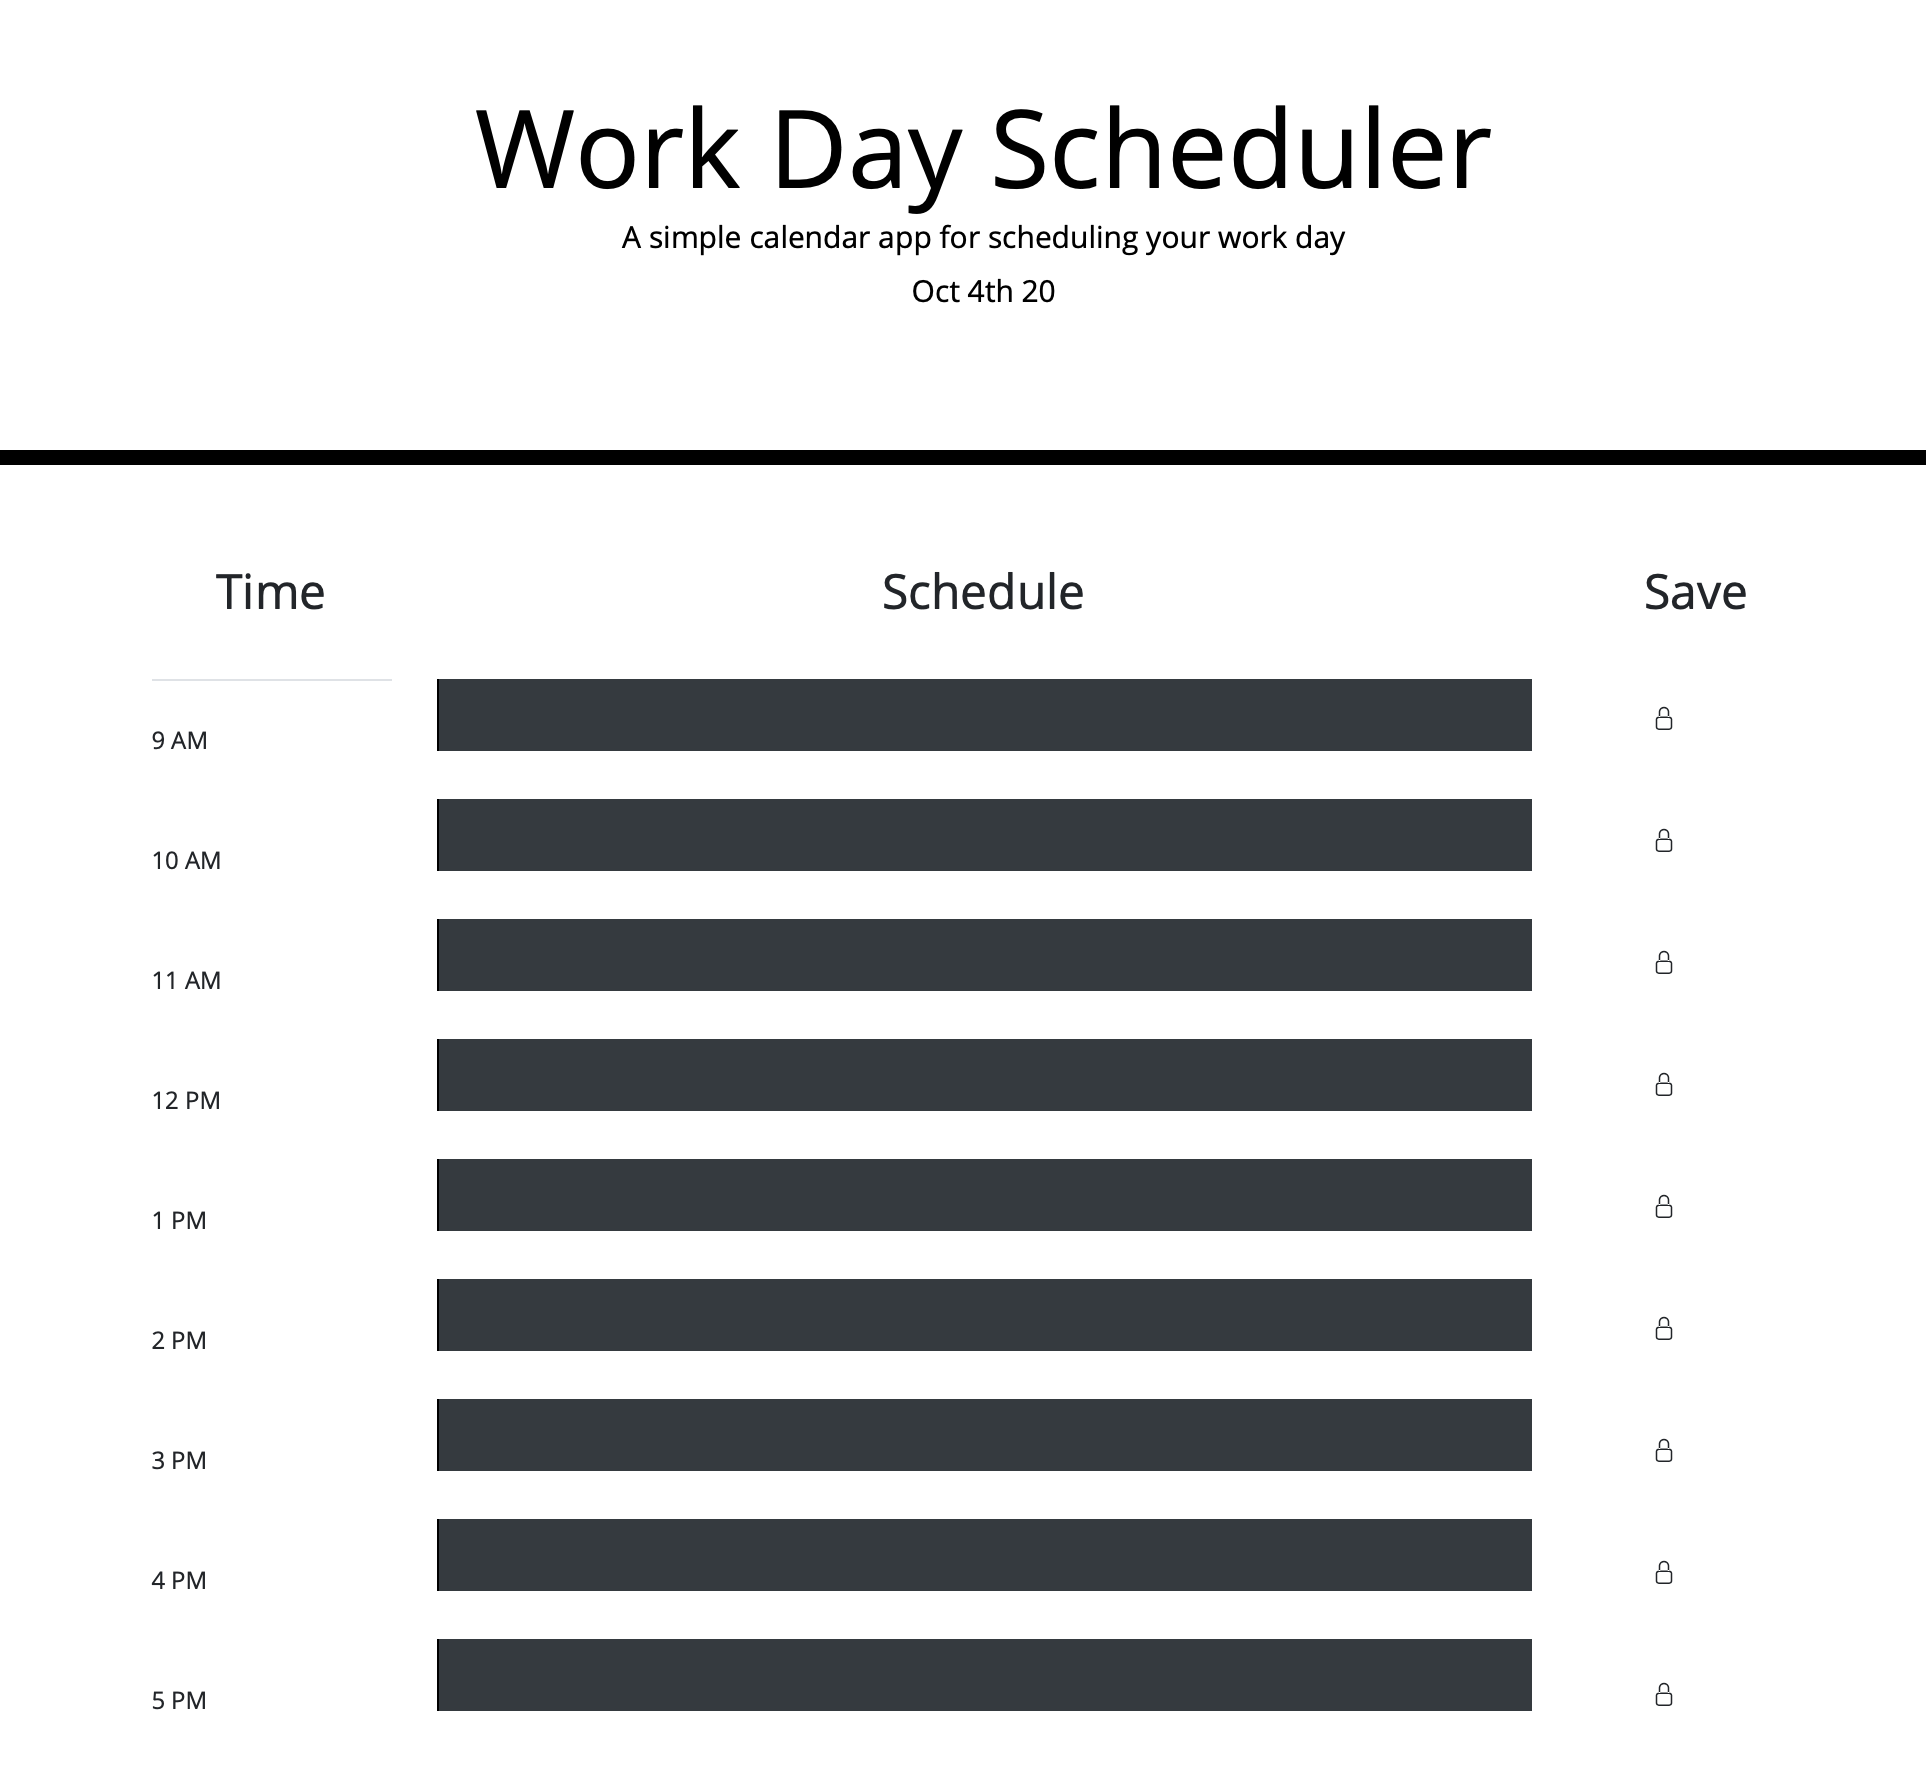 Work Day Scheduler
A simple calendar app for scheduling your work day
Oct 4th 20
Time Schedule Save
9 AM
10 AM
11 AM
12 PM
1 PM
2 PM
3 PM
4 PM
5 PM